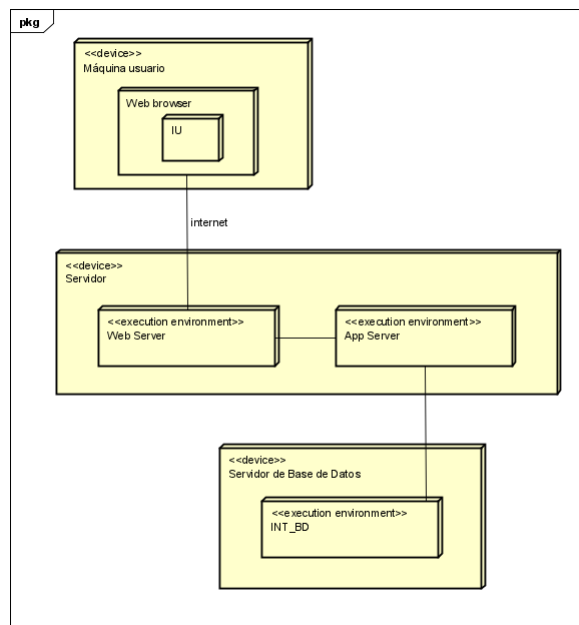 pkg
<<device>>
Máquina usuario
Web browser
IU
internet
<<device>>
Servidor
<<execution environment>>
Web Server
<<execution environment>>
App Server
<<device>>
Servidor de Base de Datos
<<execution environment>>
INT_BD